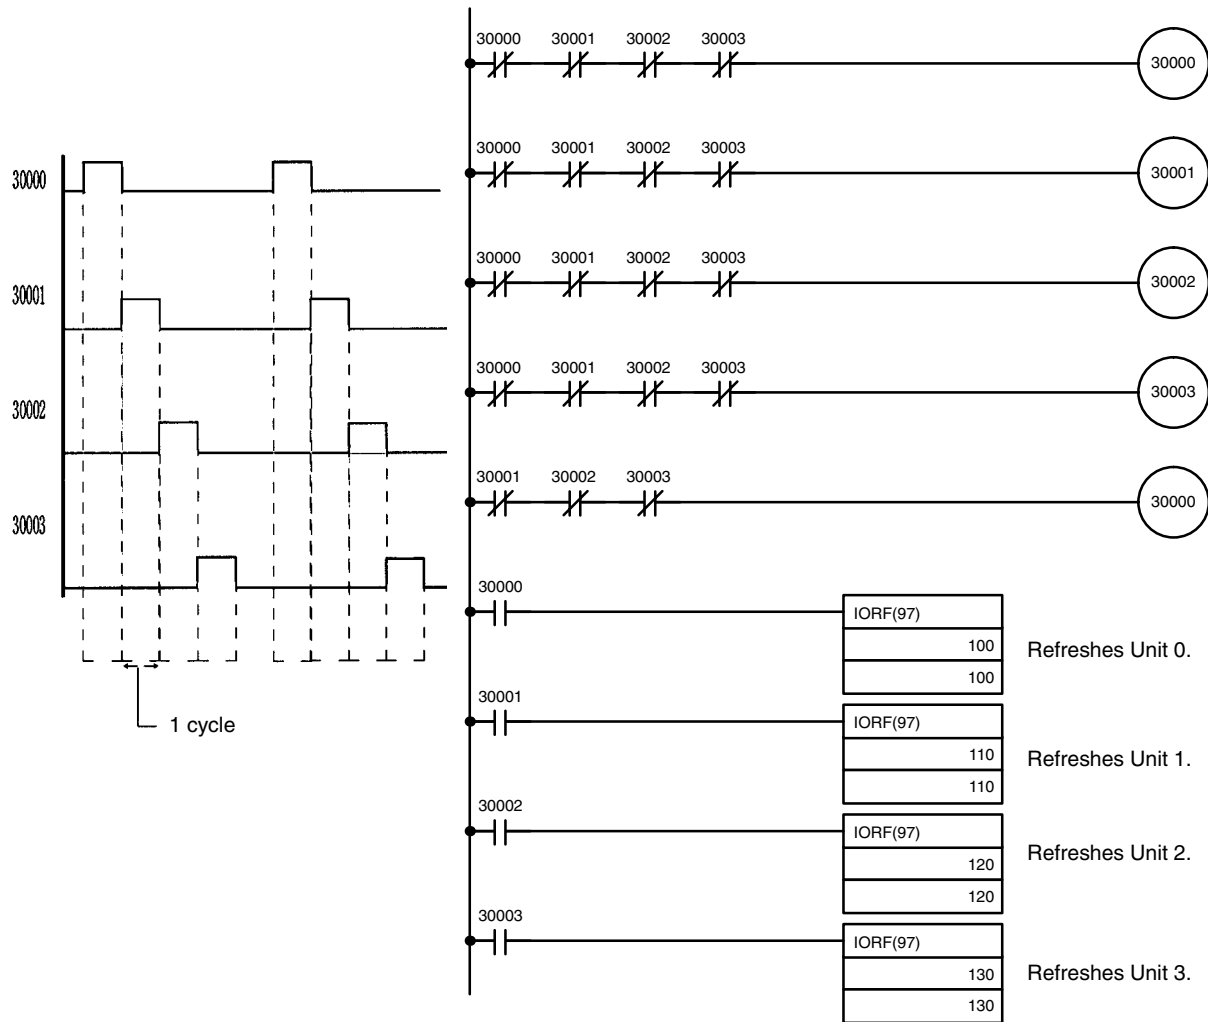 30000
30001
30002
30003
1 cycle
30000 30001 30002 30003
30000
30000 30001 30002 30003
30001
30000 30001 30002 30003
30002
30000 30001 30002 30003
30003
30001 30002 30003
30000
30000
IORF(97)
100
100
Refreshes Unit 0.
30001
IORF(97)
110
110
Refreshes Unit 1.
30002
IORF(97)
120
120
Refreshes Unit 2.
30003
IORF(97)
130
130
Refreshes Unit 3.